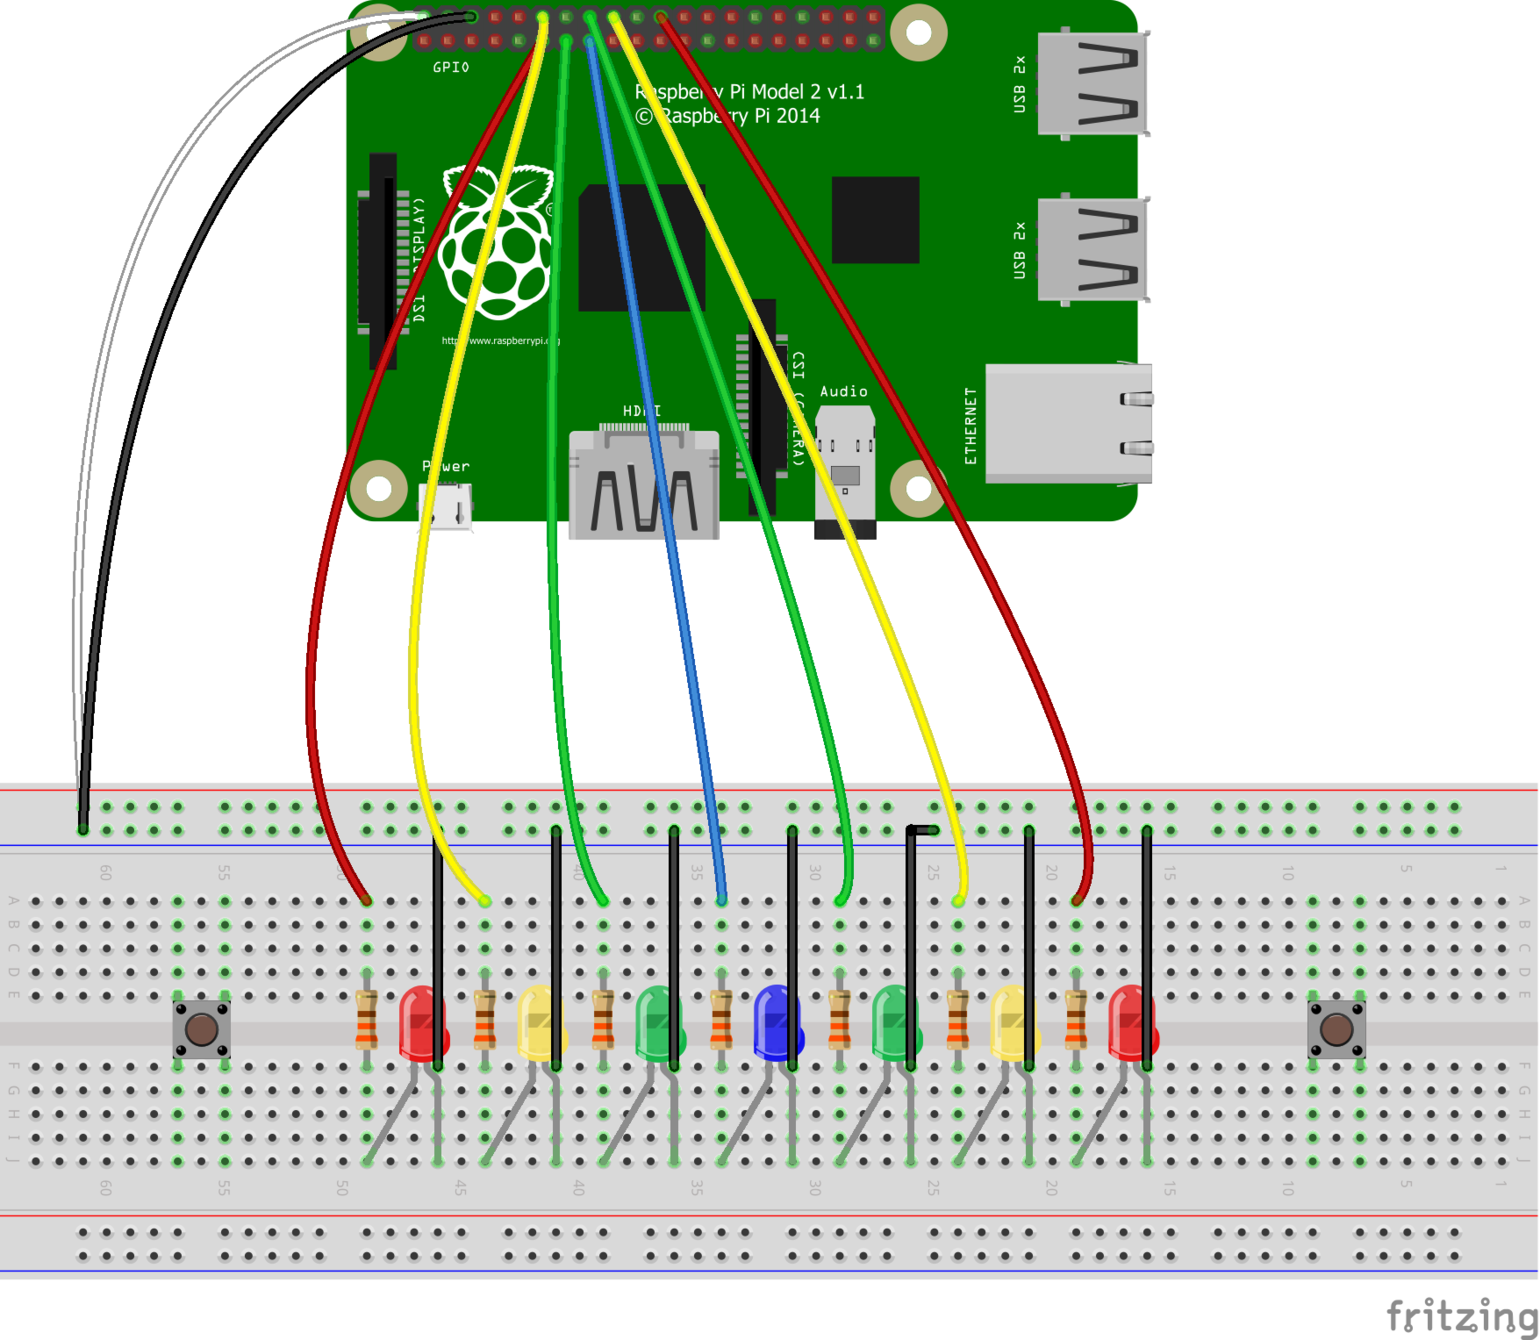 GPIO
Raspberry Pi Model 2 v1.1
© Raspberry Pi 2014
USB 2x
USB 2x
DSI (DISPLAY)
®
http://www.raspberrypi.org
CSI (CAMERA)
Audio
HDMI
ETHERNET
Power
60 55 50 45 40 35 30 25 20 15 10 5 1
A A
B B
C C
D D
E E
F F
G G
H H
I I
J J
60 55 50 45 40 35 30 25 20 15 10 5 1
fritzing